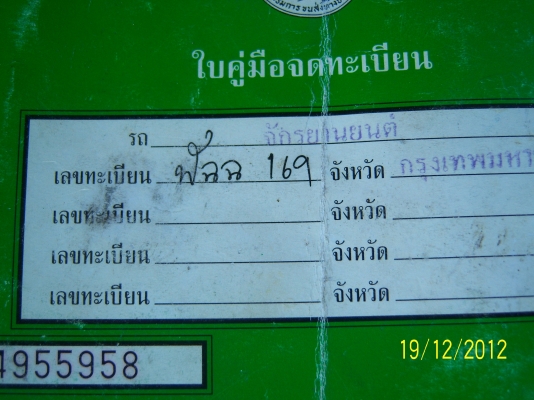 ใบคู่มือจดทะเบียน
รถ จักรยานยนต์
เลขทะเบียน 169 จังหวัด กรุงเทพมหา
เลขทะเบียน จังหวัด
เลขทะเบียน จังหวัด
เลขทะเบียน จังหวัด
4955958
19/12/2012